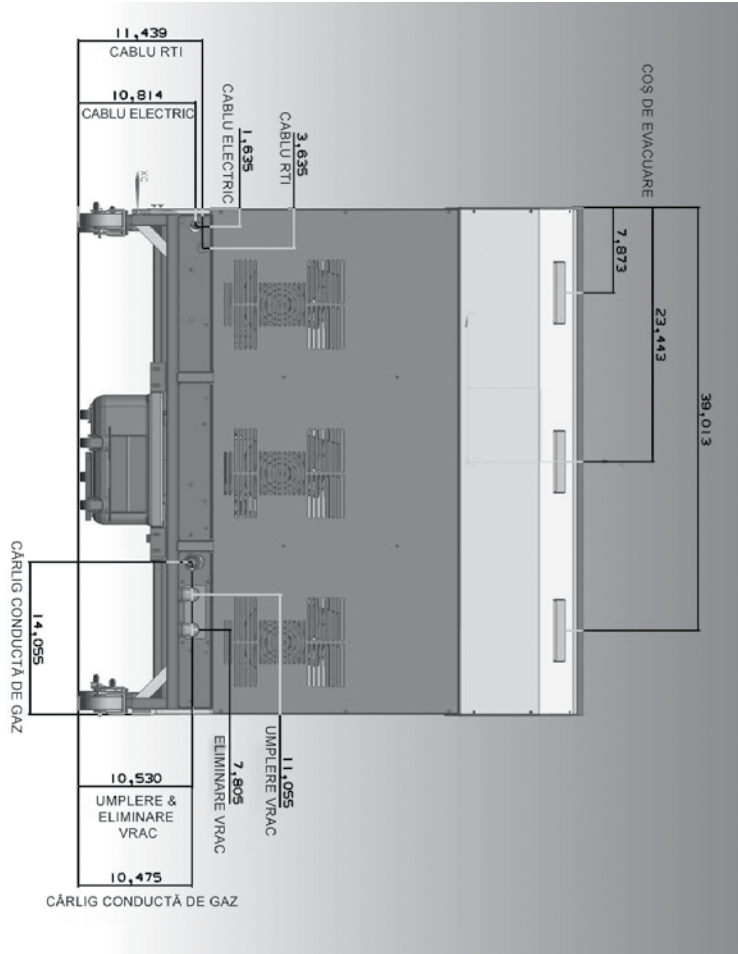 11,439
CABLU RTI
10,814
CABLU ELECTRIC
1,635
CABLU ELECTRIC
3,635
CABLU RTI
COȘ DE EVACUARE
7,873
23,443
39,013
14,055
CÂRLIG CONDUCTĂ DE GAZ
10,530
UMPLERE &
ELIMINARE
VRAC
7,805
ELIMINARE VRAC
11,055
UMPLERE VRAC
10,475
CÂRLIG CONDUCTĂ DE GAZ